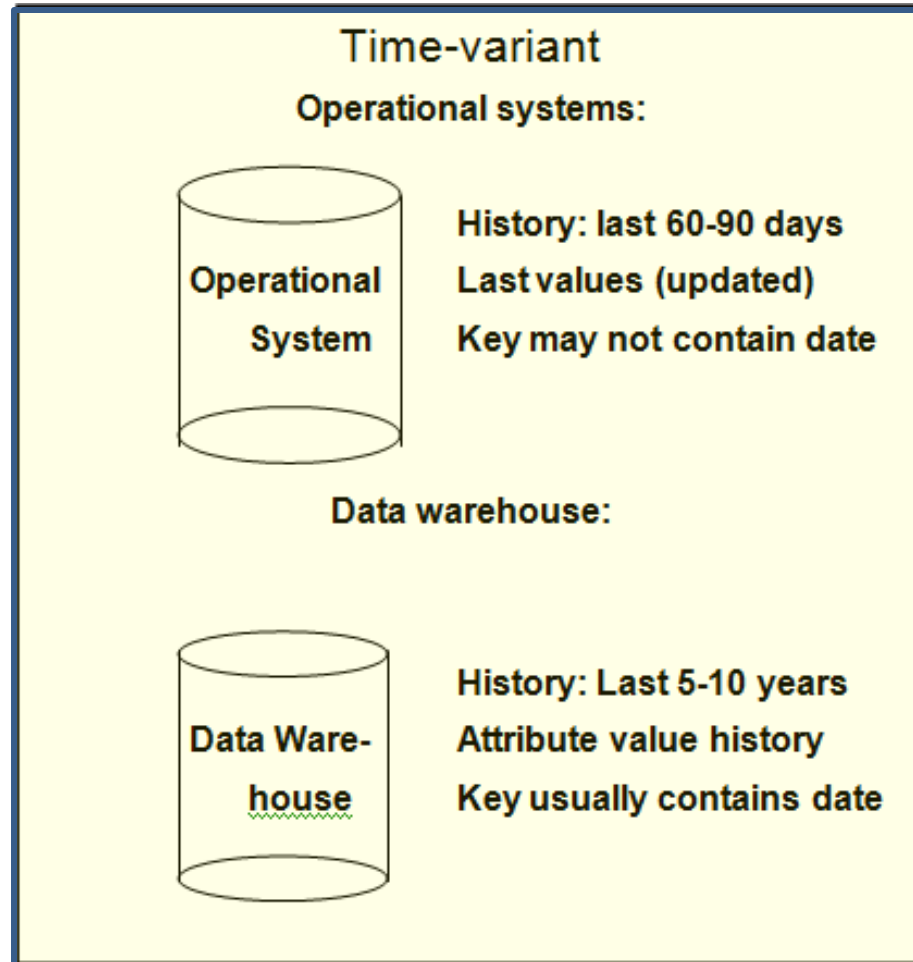 Time-variant
Operational systems:
History: last 60-90 days
Operational Last values (updated)
System Key may not contain date
Data warehouse:
History: Last 5-10 years
Data Ware- Attribute value history
house Key usually contains date